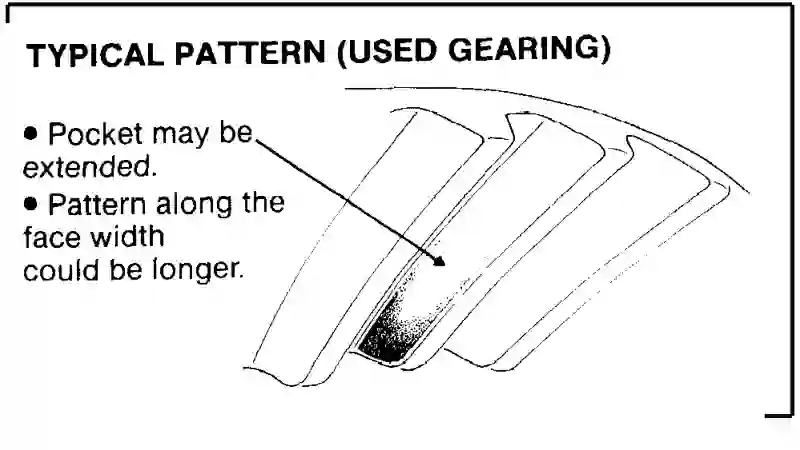 TYPICAL PATTERN (USED GEARING)
• Pocket may be
extended.
• Pattern along the
face width
could be longer.